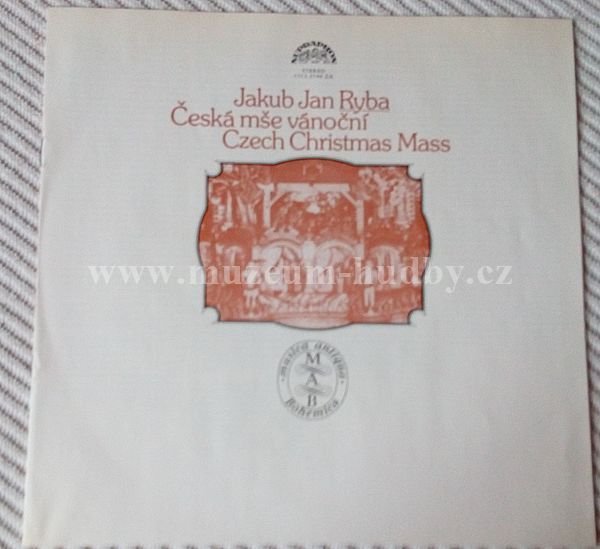 SUPRAPHON
STEREO
Jakub Jan Ryba
Česká mše vánoční
Czech Christmas Mass
www.muzeum-hudby.cz
musica antiqua
M
A
B
bohemica